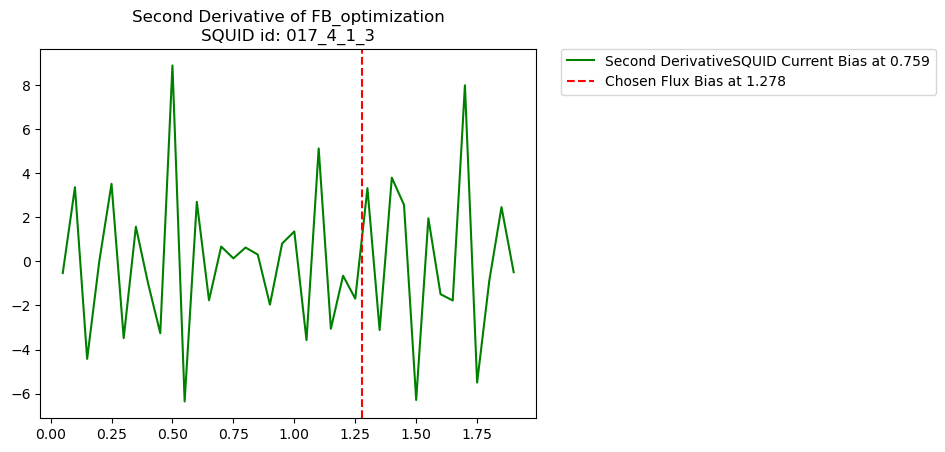 Second Derivative of FB_optimization
SQUID id: 017_4_1_3
Second DerivativeSQUID Current Bias at 0.759
Chosen Flux Bias at 1.278
8
6
4
2
0
−2
−4
−6
0.00 0.25 0.50 0.75 1.00 1.25 1.50 1.75